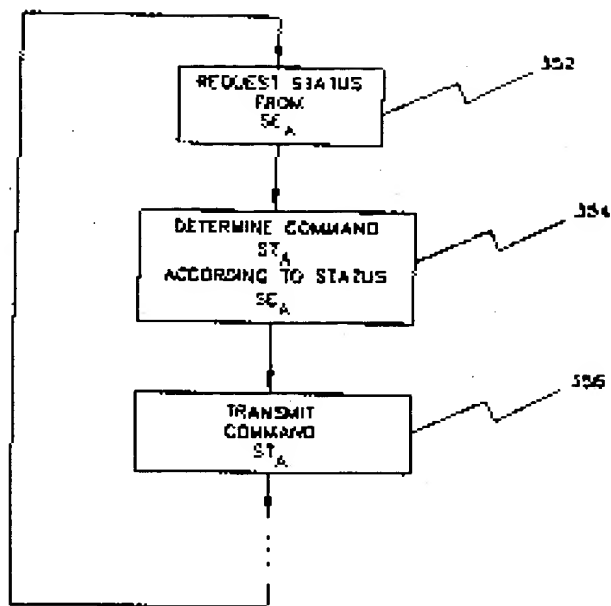 352
REQUEST STATUS
FROM
SE_A
354
DETERMINE COMMAND
ST_A
ACCORDING TO STATUS
SE_A
356
TRANSMIT
COMMAND
ST_A